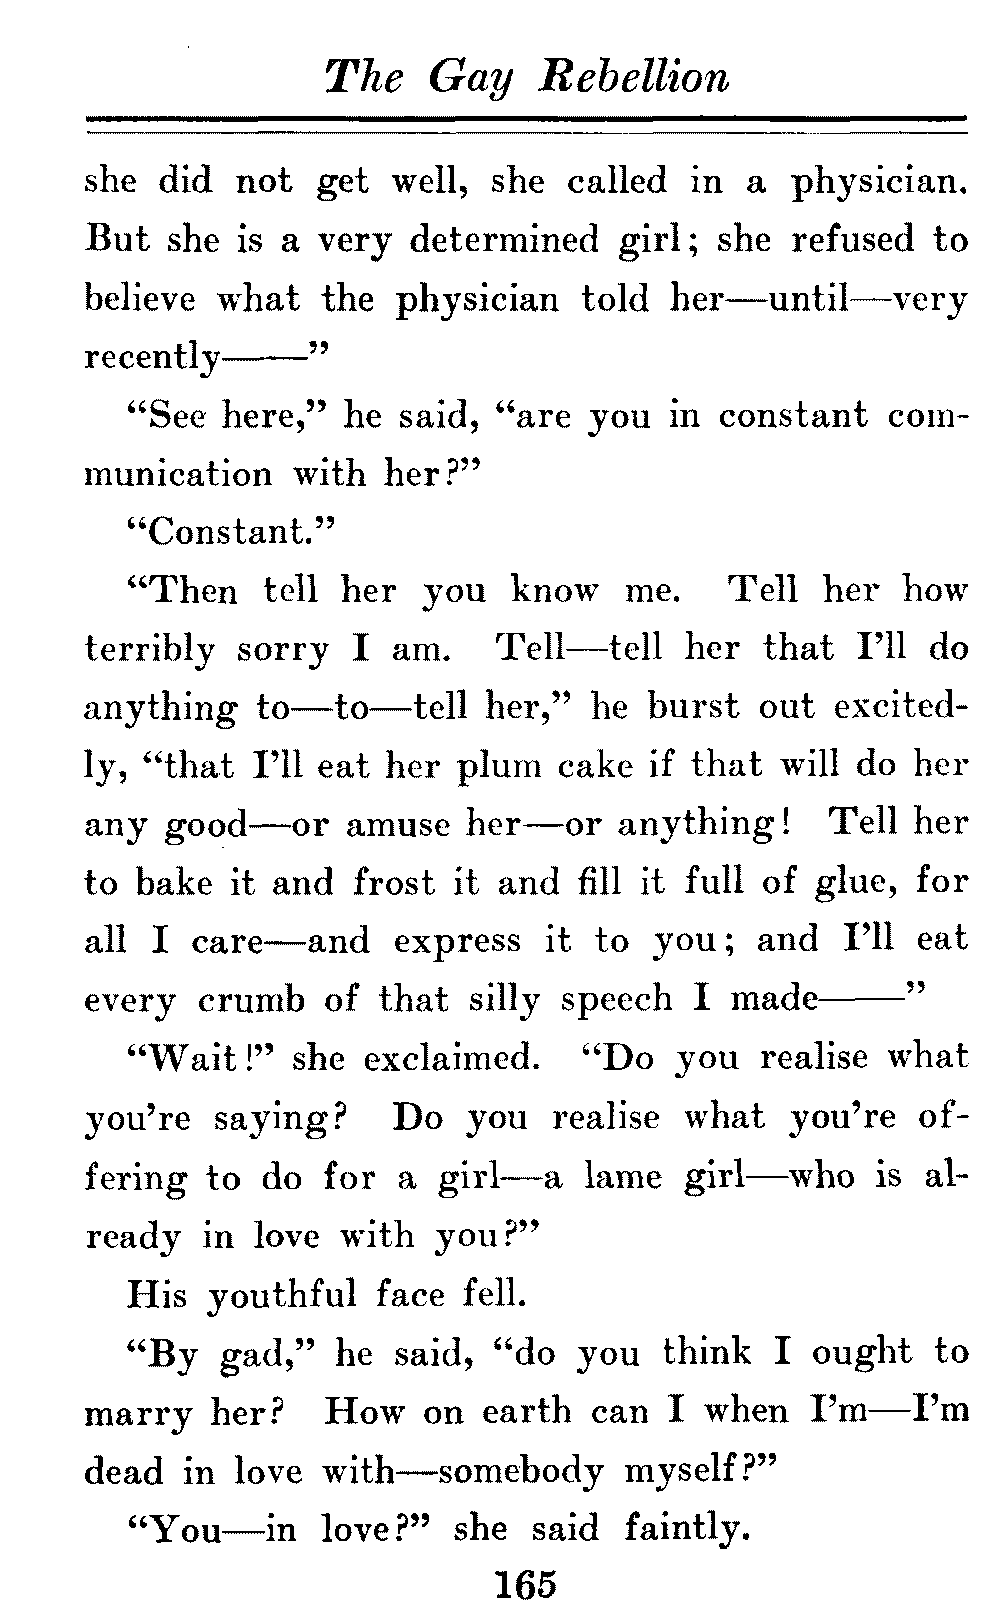 The Gay Rebellion
she did not get well, she called in a physician.
But she is a very determined girl; she refused to
believe what the physician told her—until—very
recently——”
“See here,” he said, “are you in constant com-
munication with her?”
“Constant.”
“Then tell her you know me. Tell her how
terribly sorry I am. Tell—tell her that I’ll do
anything to—to—tell her,” he burst out excited-
ly, “that I’ll eat her plum cake if that will do her
any good—or amuse her—or anything! Tell her
to bake it and frost it and fill it full of glue, for
all I care—and express it to you; and I’ll eat
every crumb of that silly speech I made——”
“Wait!” she exclaimed. “Do you realise what
you’re saying? Do you realise what you’re of-
fering to do for a girl—a lame girl—who is al-
ready in love with you?”
His youthful face fell.
“By gad,” he said, “do you think I ought to
marry her? How on earth can I when I’m—I’m
dead in love with—somebody myself?”
“You—in love?” she said faintly.
165